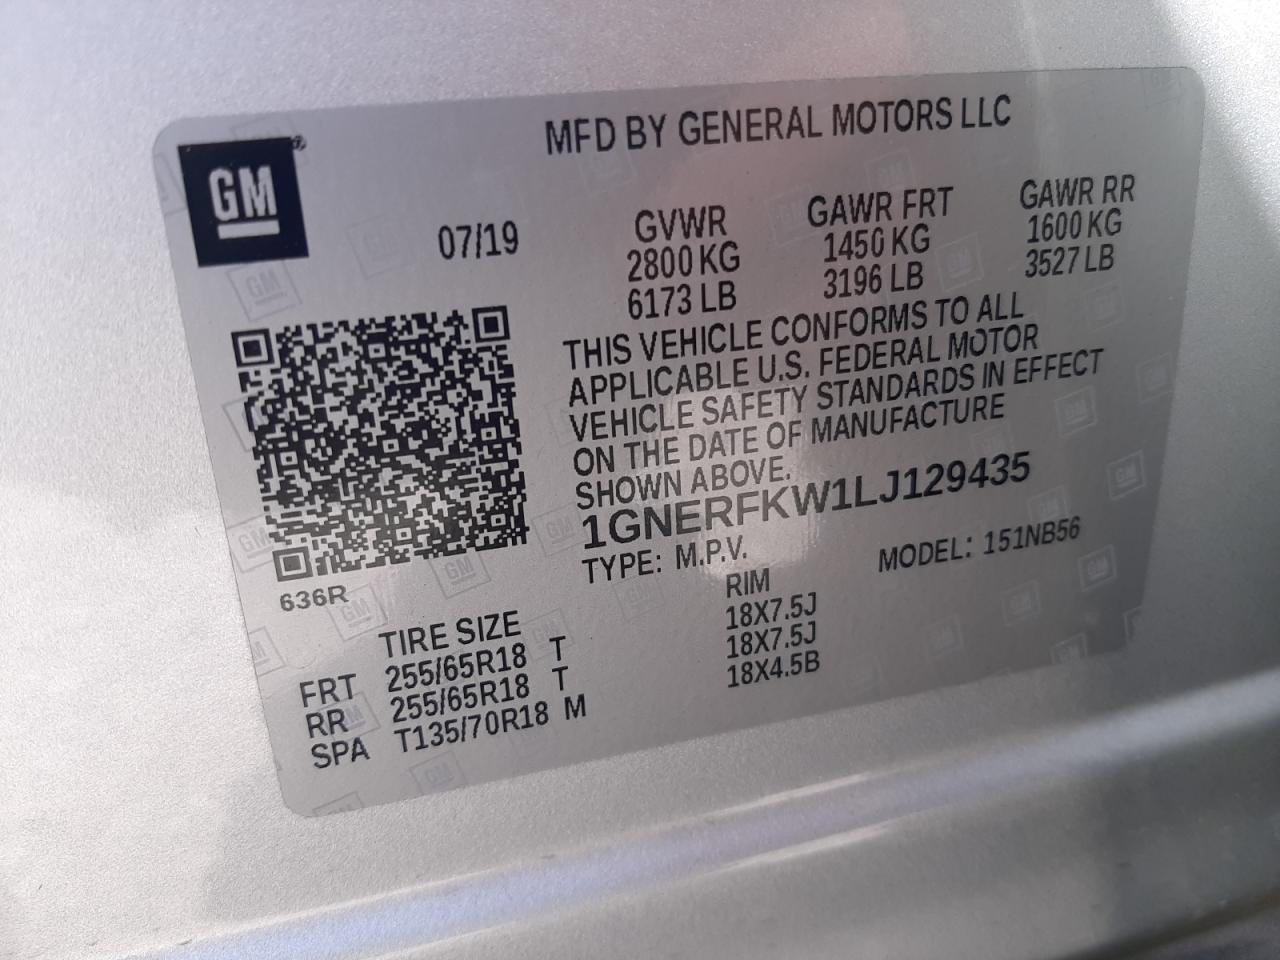 MFD BY GENERAL MOTORS LLC
GM®
07/19
GVWR GAWR FRT GAWR RR
2800 KG 1450 KG 1600 KG
6173 LB 3196 LB 3527 LB
THIS VEHICLE CONFORMS TO ALL
APPLICABLE U.S. FEDERAL MOTOR
VEHICLE SAFETY STANDARDS IN EFFECT
ON THE DATE OF MANUFACTURE
SHOWN ABOVE.
1GNERFKW1LJ129435
TYPE: M.P.V. MODEL: 151NB56
636R
TIRE SIZE RIM
FRT 255/65R18 T 18X7.5J
RR 255/65R18 T 18X7.5J
SPA T135/70R18 M 18X4.5B